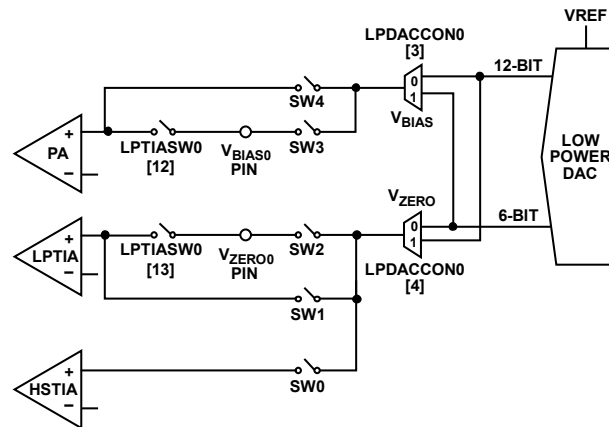 VREF
LPDACCON0
[3]
12-BIT
0
1
SW4
VBIAS
LOW
POWER
DAC
+
PA
−
LPTIASW0
[12]
VBIAS0
PIN
SW3
VZERO
0
1
6-BIT
+
LPTIA
−
LPTIASW0
[13]
VZERO0
PIN
SW2
LPDACCON0
[4]
SW1
+
HSTIA
−
SW0